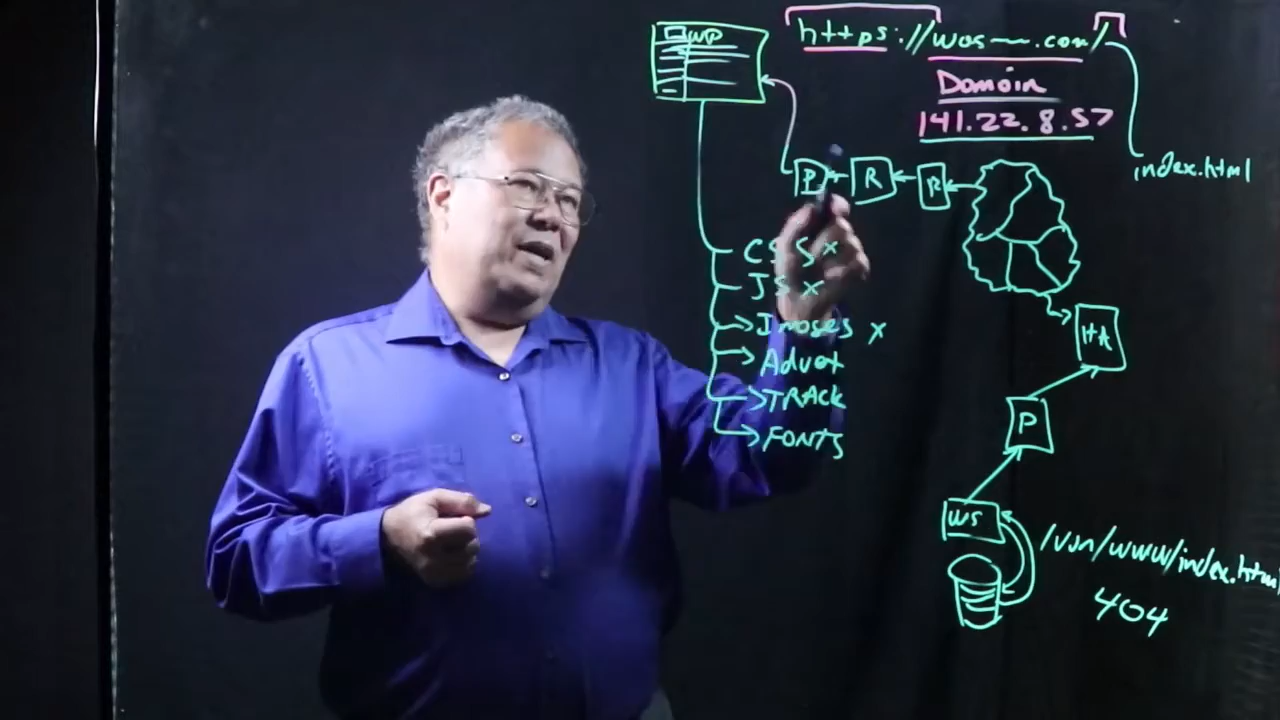 https://wos~~.com/
WP
Domain
141.22.8.57
index.html
P R R
CSS x
JS x
Images x
Advet
HA
TRACK
P
FONTS
WS
/var/www/index.html
404